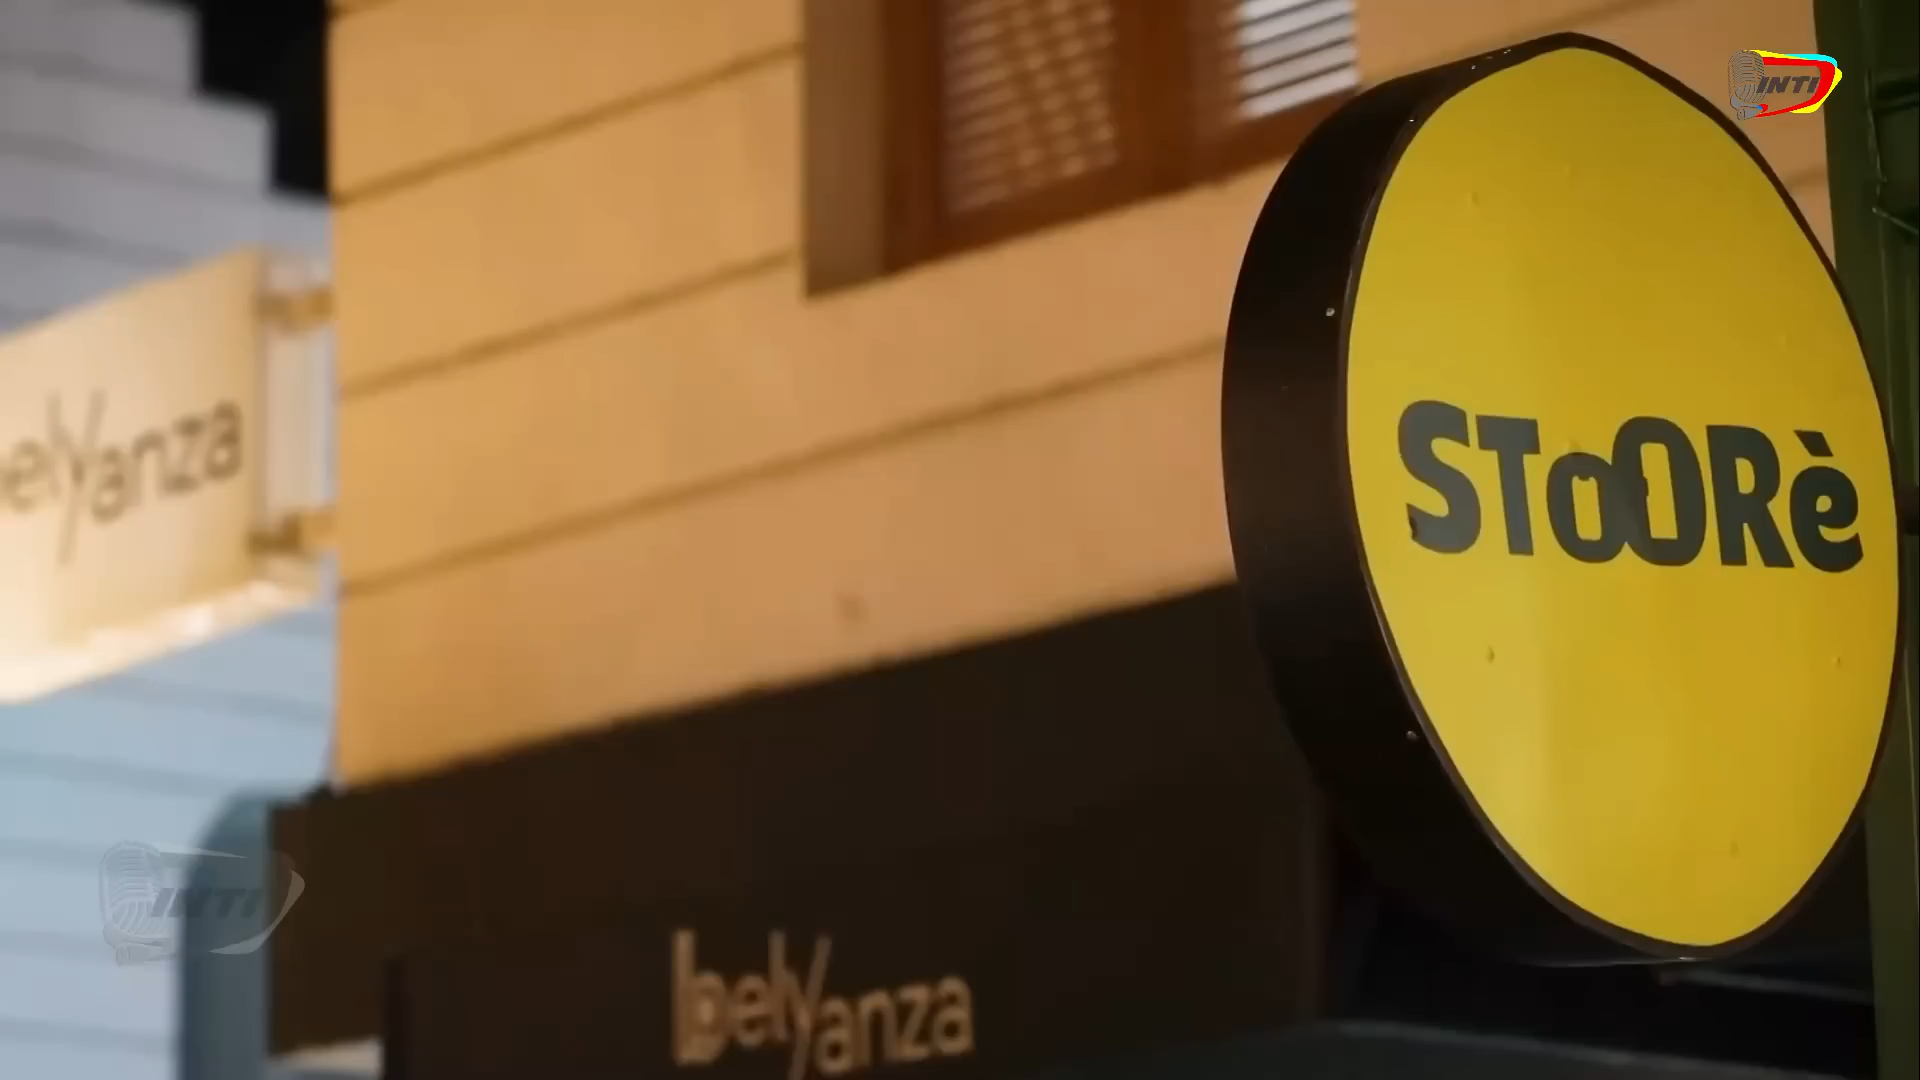 INTI
belyanza
SToORè
INTI
belyanza